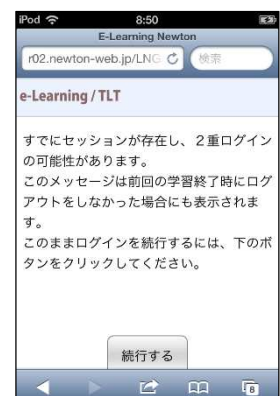 iPod 8:50
E-Learning Newton
r02.newton-web.jp/LNG 検索
e-Learning / TLT
すでにセッションが存在し、２重ログイン
の可能性があります。
このメッセージは前回の学習終了時にログ
アウトをしなかった場合にも表示されま
す。
このままログインを続行するには、下のボ
タンをクリックしてください。
続行する
8